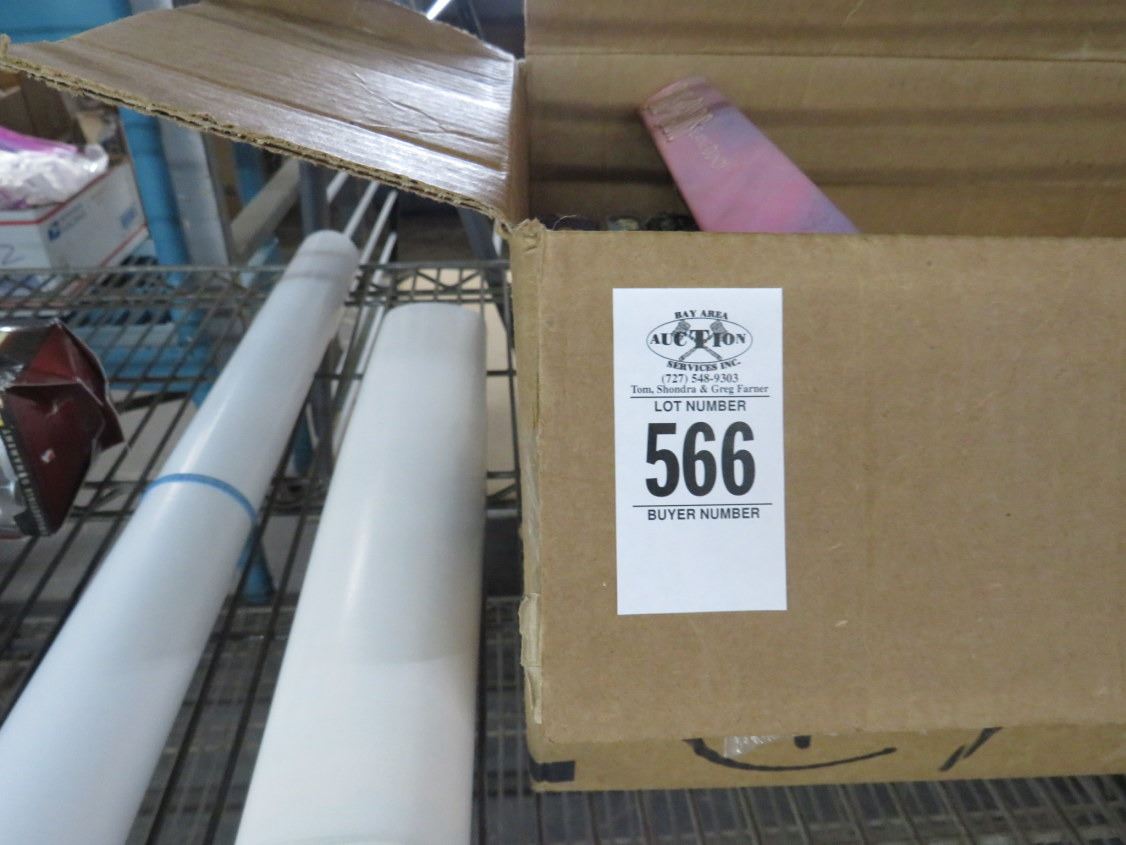 BAY AREA
AUCTION
SERVICES INC.
(727) 548-9303
Tom, Shondra & Greg Farner
LOT NUMBER
566
BUYER NUMBER